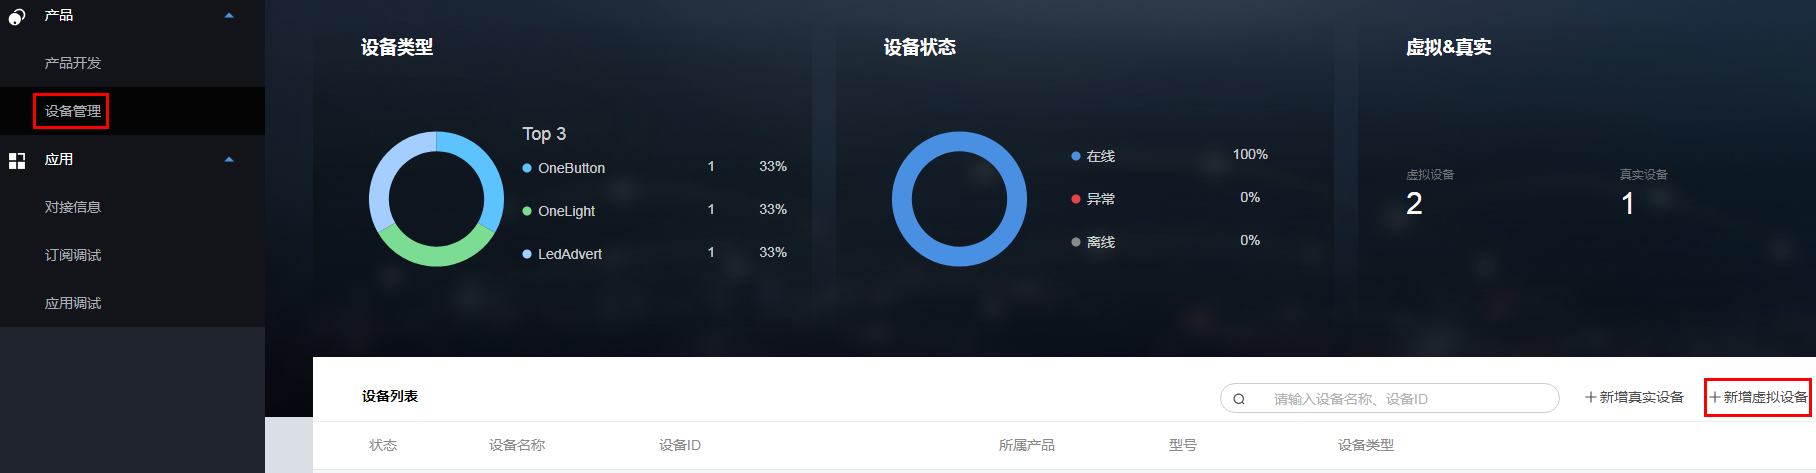 产品
产品开发
设备管理
应用
对接信息
订阅调试
应用调试
设备类型
Top 3
OneButton 1 33%
OneLight 1 33%
LedAdvert 1 33%
设备状态
在线 100%
异常 0%
离线 0%
虚拟&真实
虚拟设备 真实设备
2 1
设备列表 请输入设备名称、设备ID +新增真实设备 +新增虚拟设备
状态 设备名称 设备ID 所属产品 型号 设备类型